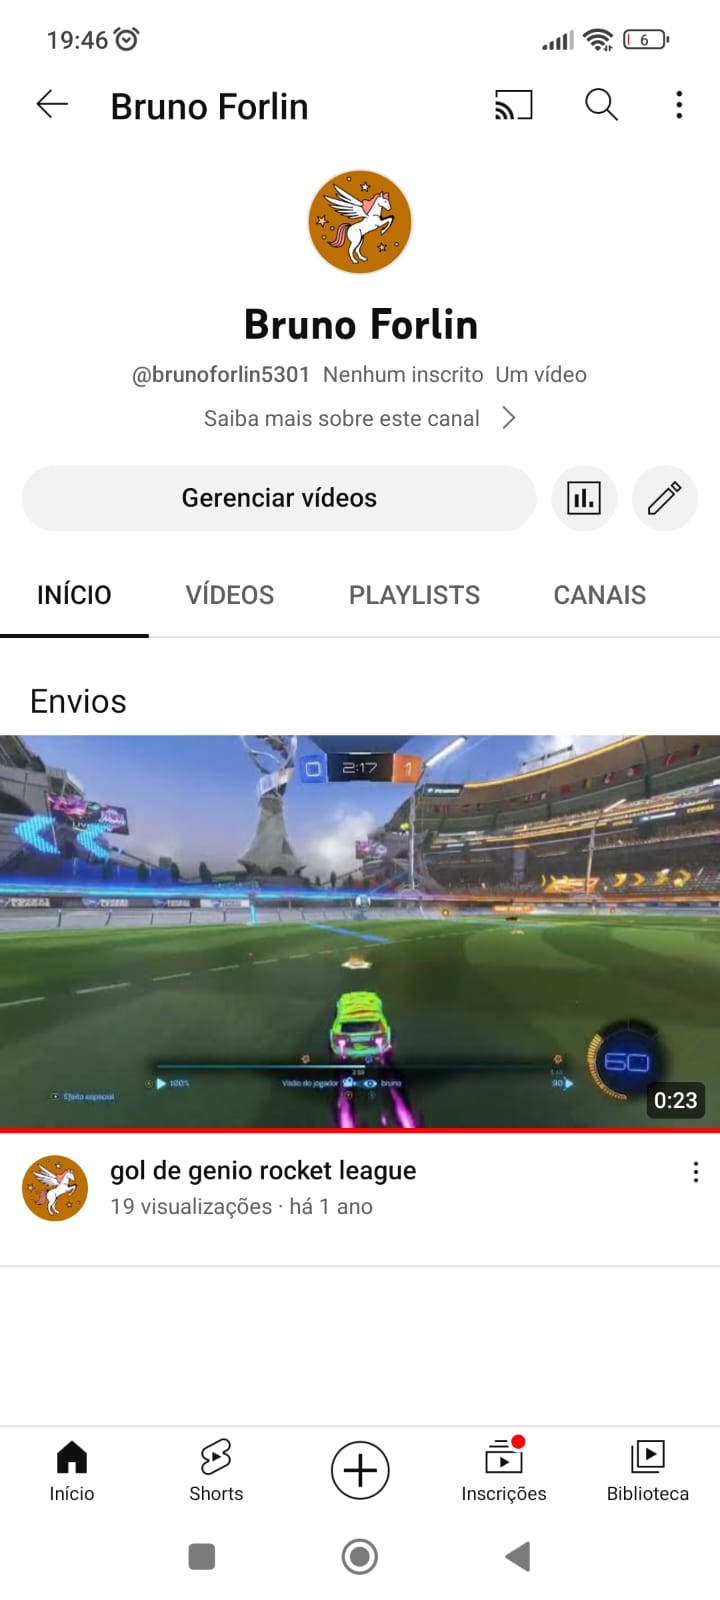 19:46
6
Bruno Forlin
Bruno Forlin
@brunoforlin5301 Nenhum inscrito Um vídeo
Saiba mais sobre este canal
Gerenciar vídeos
INÍCIO VÍDEOS PLAYLISTS CANAIS
Envios
0 2:17 1
60
100%
Visão do jogador bruno
90
Efeito especial
0:23
gol de genio rocket league
19 visualizações · há 1 ano
Início Shorts Inscrições Biblioteca